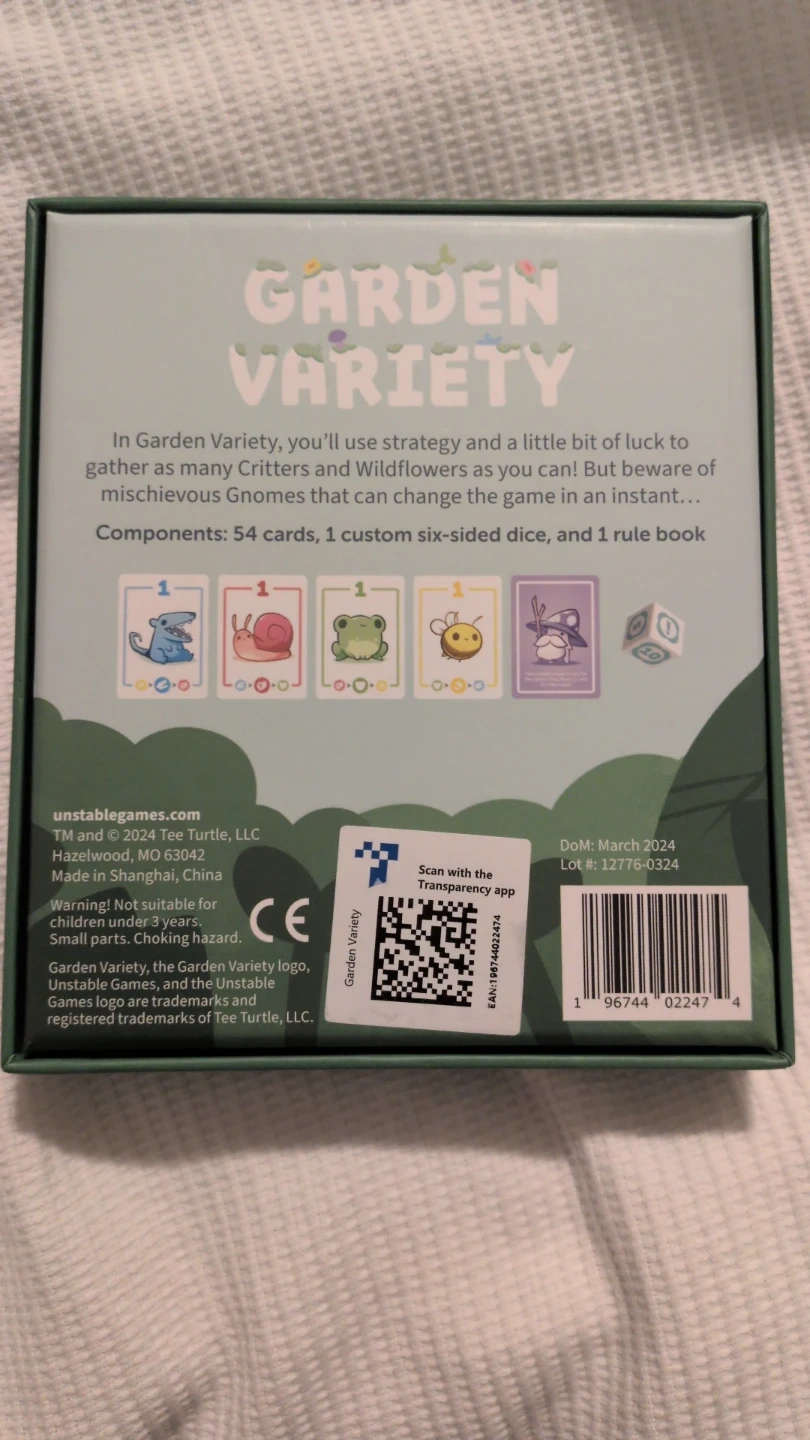 GARDEN
VARIETY
In Garden Variety, you'll use strategy and a little bit of luck to
gather as many Critters and Wildflowers as you can! But beware of
mischievous Gnomes that can change the game in an instant...
Components: 54 cards, 1 custom six-sided dice, and 1 rule book
1
1
1
1
10
unstablegames.com
TM and © 2024 Tee Turtle, LLC
Hazelwood, MO 63042
Made in Shanghai, China
Warning! Not suitable for
children under 3 years.
Small parts. Choking hazard.
CE
Garden Variety, the Garden Variety logo,
Unstable Games, and the Unstable
Games logo are trademarks and
registered trademarks of Tee Turtle, LLC.
Scan with the
Transparency app
Garden Variety
EAN:196744022474
DoM: March 2024
Lot #: 12776-0324
1 96744 02247 4